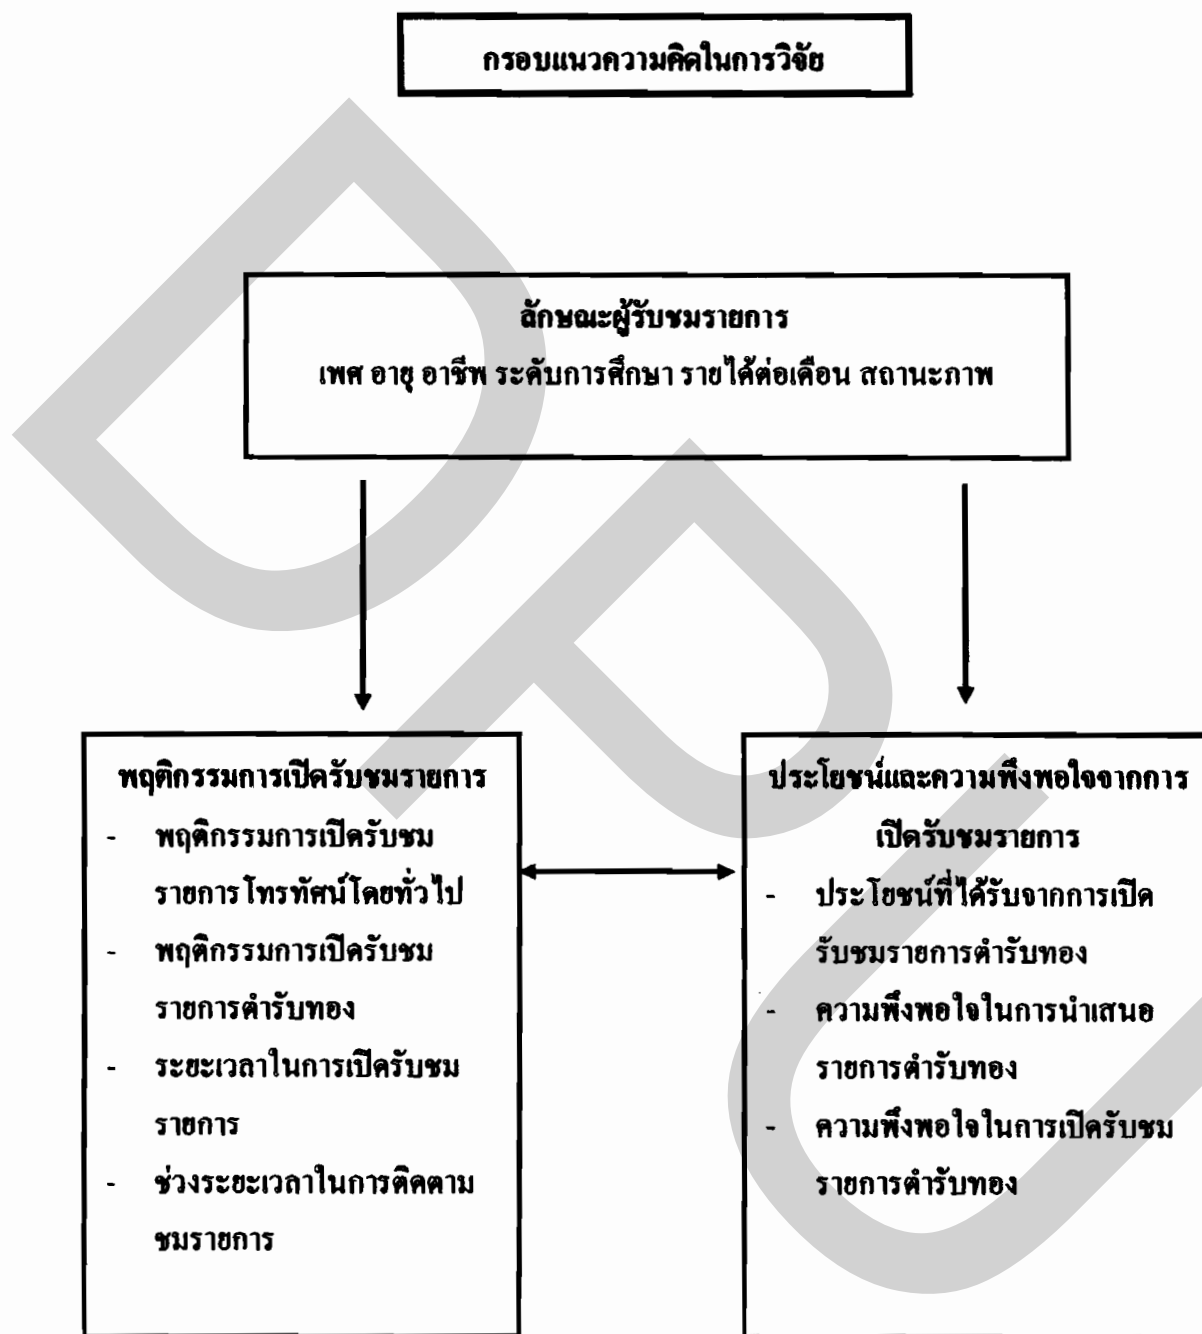 กรอบแนวความคิดในการวิจัย
ลักษณะผู้รับชมรายการ
เพศ อายุ อาชีพ ระดับการศึกษา รายได้ต่อเดือน สถานะภาพ
พฤติกรรมการเปิดรับชมรายการ
- พฤติกรรมการเปิดรับชม
รายการโทรทัศน์โดยทั่วไป
- พฤติกรรมการเปิดรับชม
รายการตำรับทอง
- ระยะเวลาในการเปิดรับชม
รายการ
- ช่วงระยะเวลาในการติดตาม
ชมรายการ
ประโยชน์และความพึงพอใจจากการ
เปิดรับชมรายการ
- ประโยชน์ที่ได้รับจากการเปิด
รับชมรายการตำรับทอง
- ความพึงพอใจในการนำเสนอ
รายการตำรับทอง
- ความพึงพอใจในการเปิดรับชม
รายการตำรับทอง
DPU